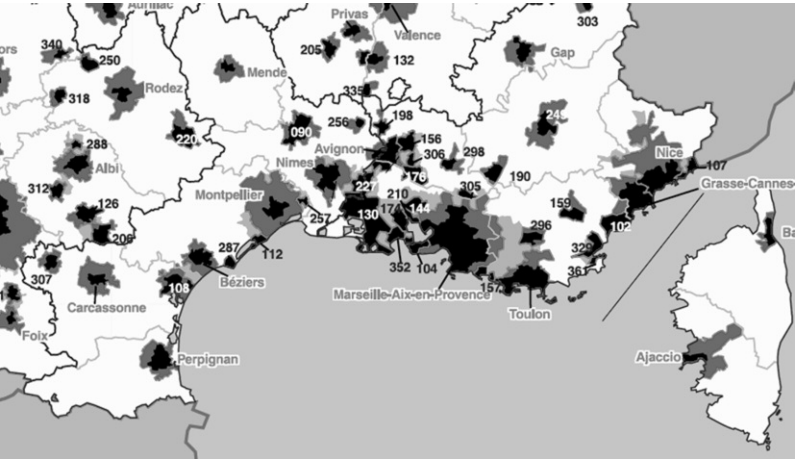 Aurillac
Privas
Valence
303
340
250
205
132
Gap
ors
Mende
318
Rodez
335
198
220
090
256
156
Avignon
288
Albi
306
298
Nice
107
Nimes
178
190
Grasse-Cannes-
312
Montpellier
227
305
126
210
159
206
257
130
144
102
296
112
287
329
307
352
104
361
108
Béziers
157
Carcassonne
Marseille-Aix-en-Provence
Toulon
Foix
Perpignan
Ajaccio
Ba